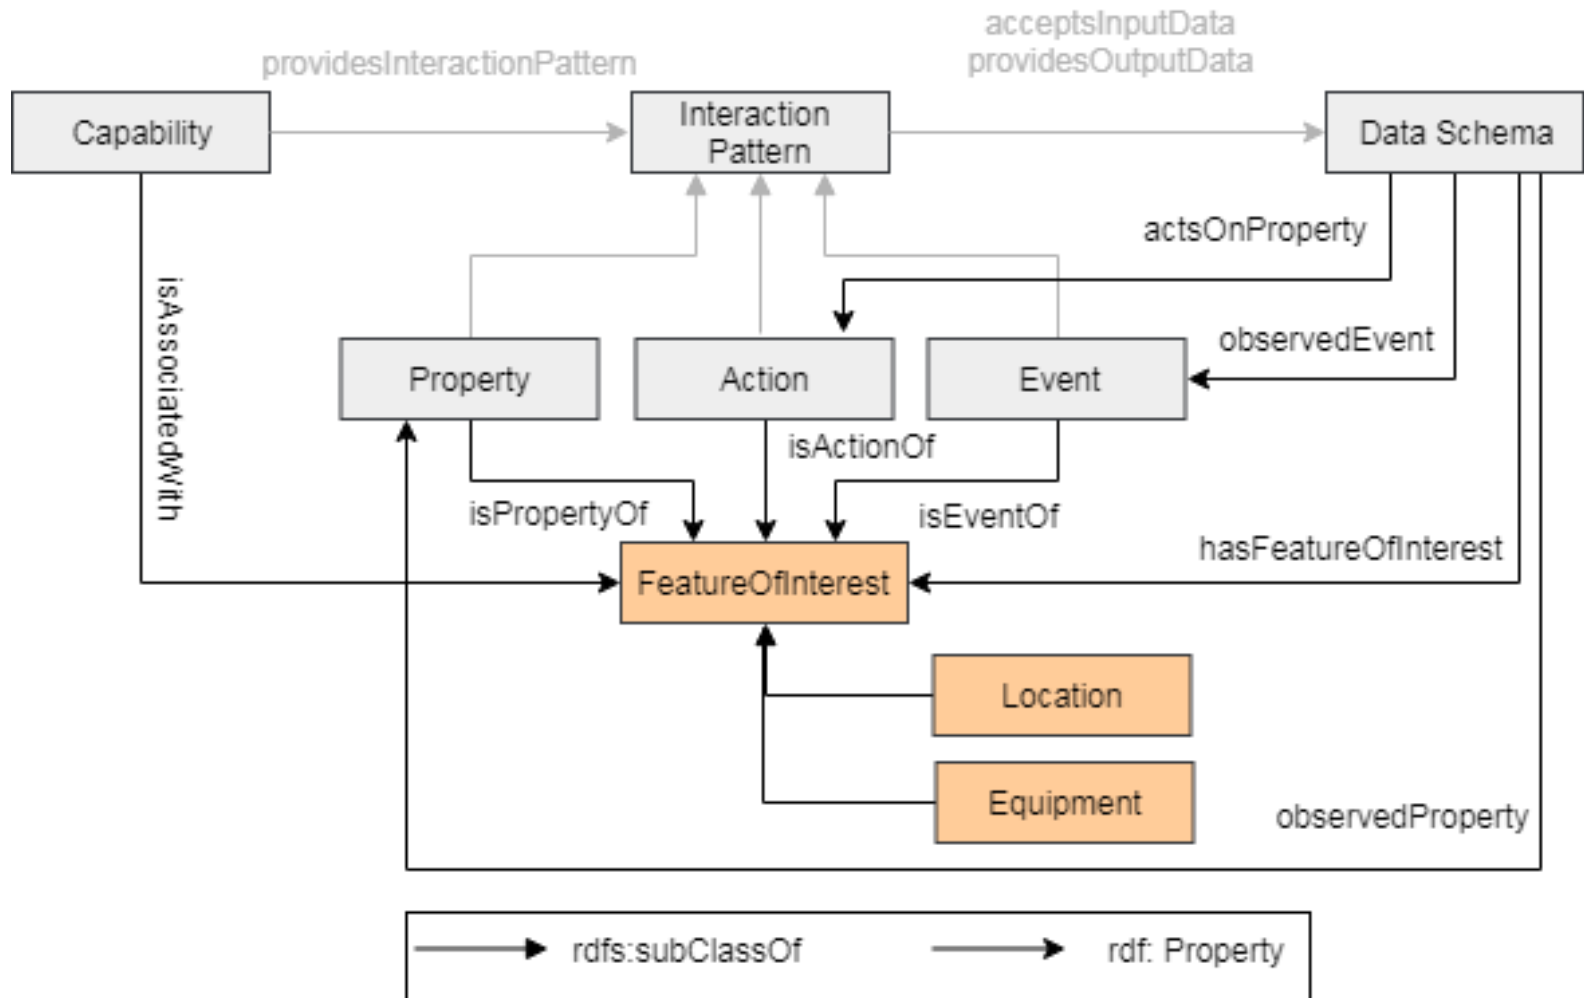 acceptsInputData
providesInteractionPattern
providesOutputData
Capability
Interaction
Pattern
Data Schema
actsOnProperty
isAssociatedWith
observedEvent
Property
Action
Event
isActionOf
isPropertyOf
isEventOf
hasFeatureOfInterest
FeatureOfInterest
Location
Equipment
observedProperty
rdfs:subClassOf
rdf: Property